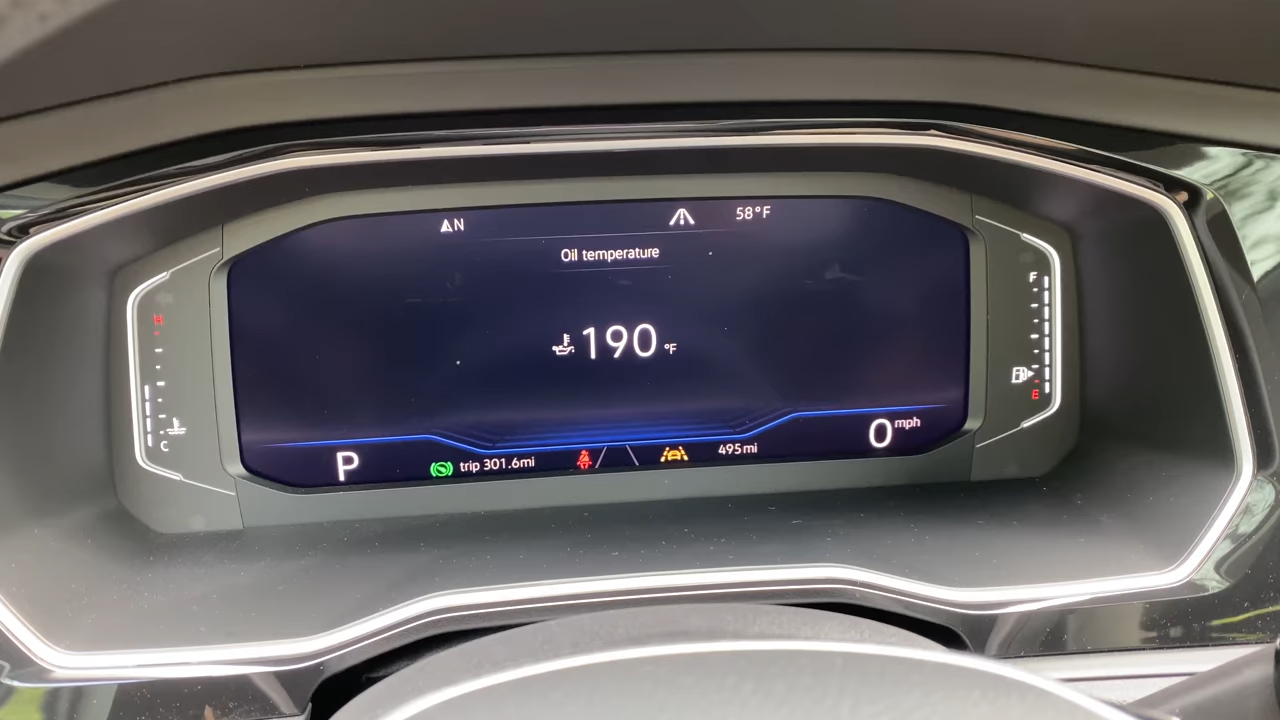 N
58°F
Oil temperature
190 °F
H
C
F
E
P
trip 301.6mi
495mi
0 mph